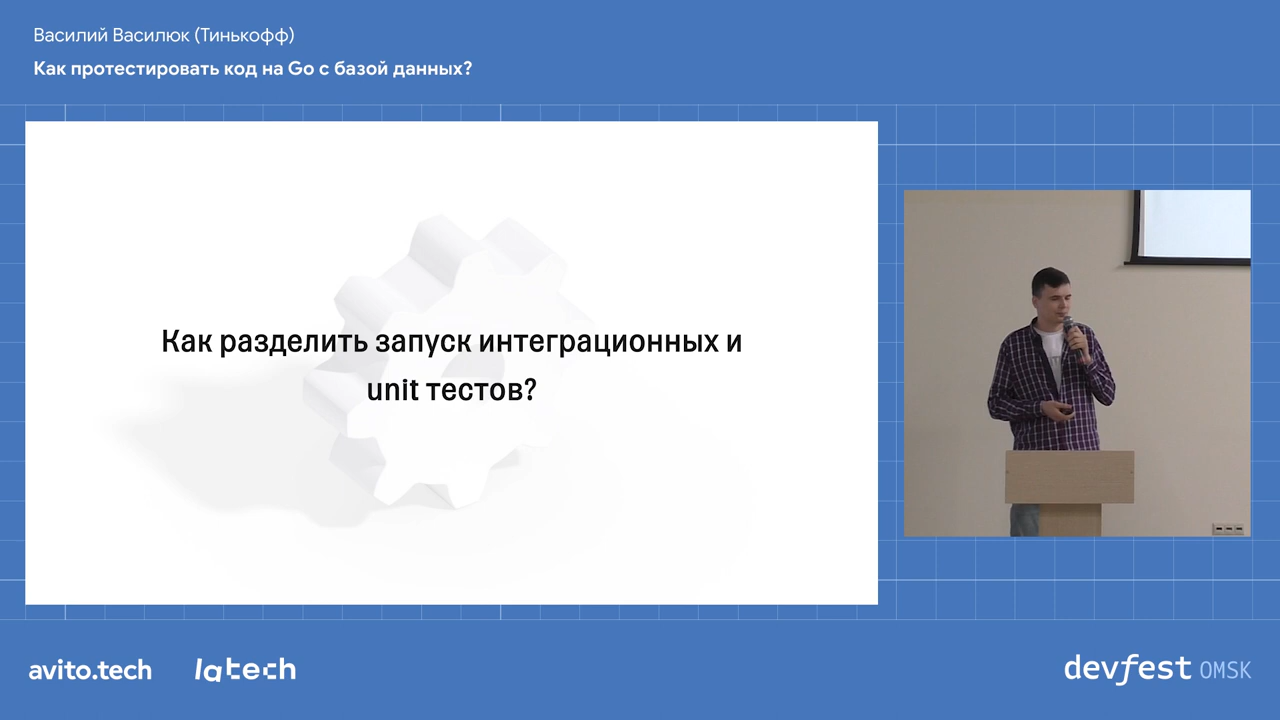 Василий Василюк (Тинькофф)
Как протестировать код на Go с базой данных?
Как разделить запуск интеграционных и
unit тестов?
avito.tech
latech
devfest OMSK